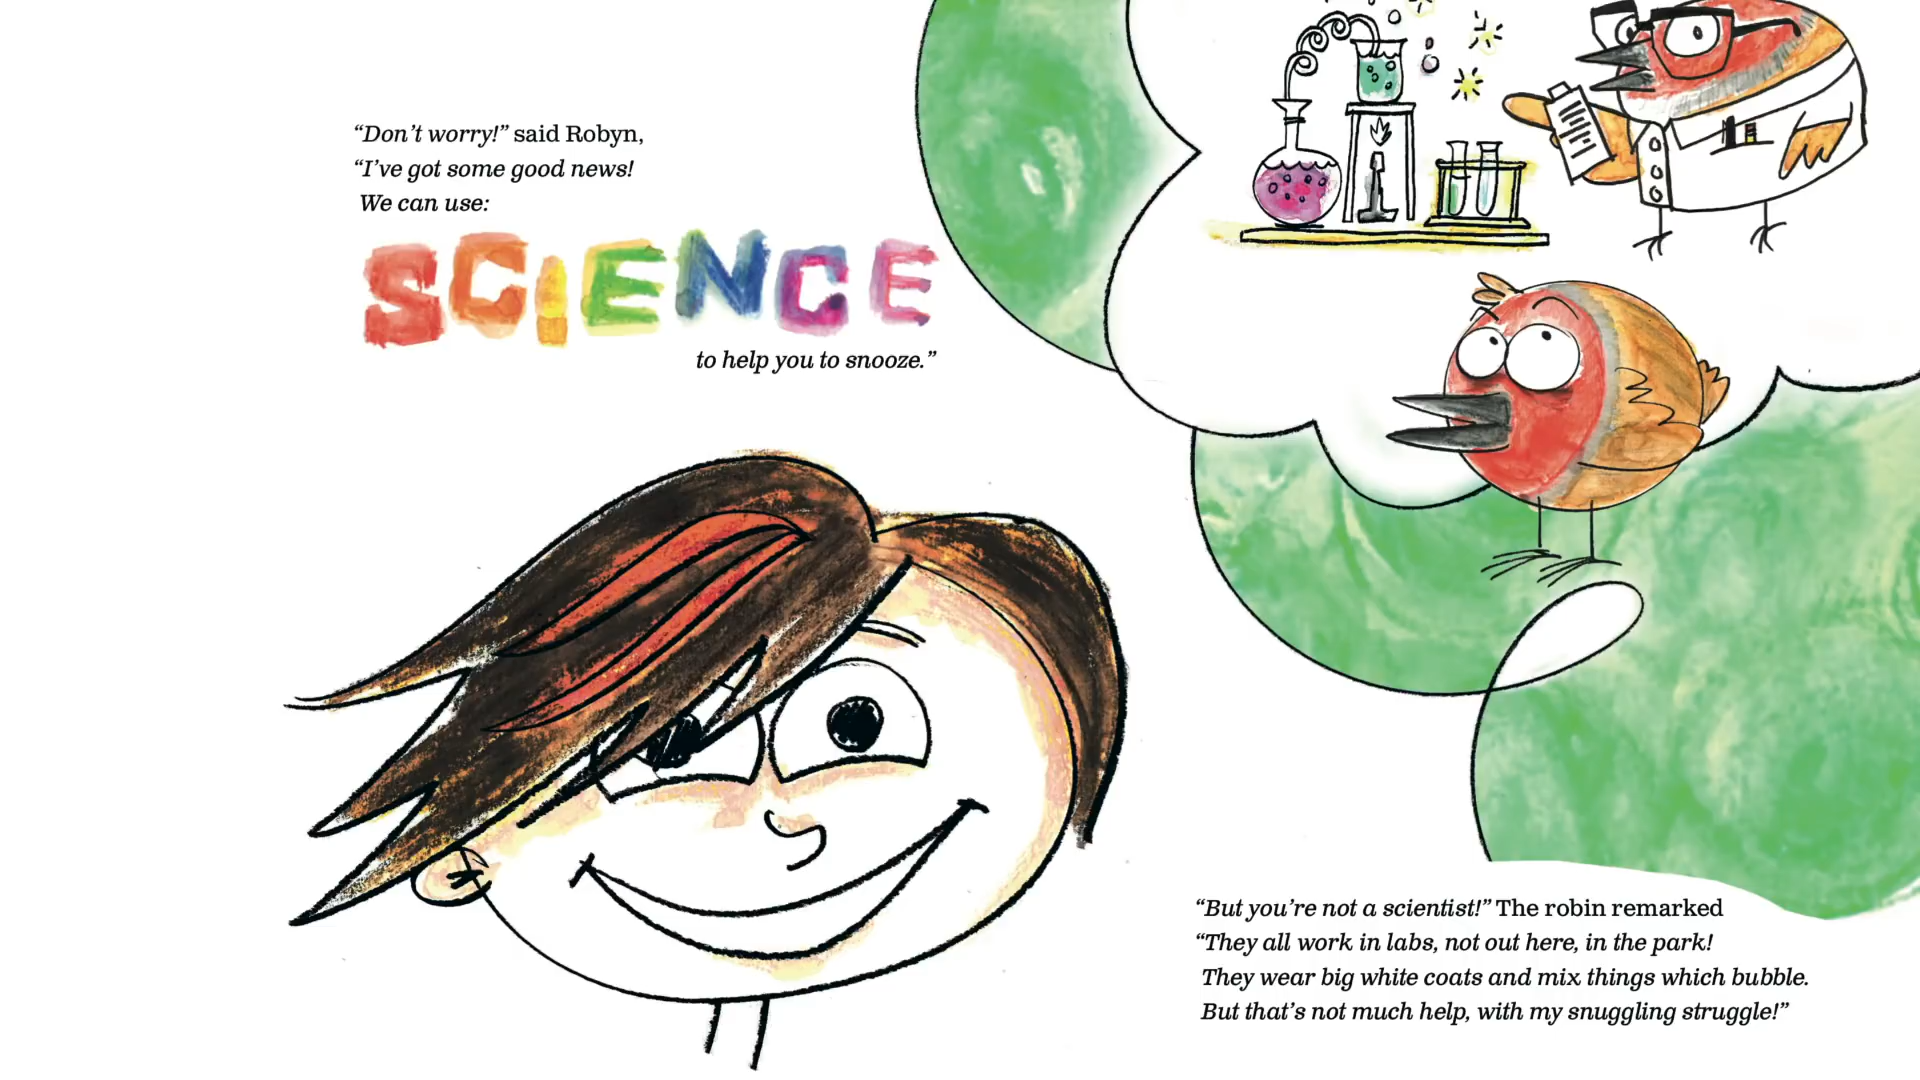 “Don’t worry!” said Robyn,
“I’ve got some good news!
We can use:
SCIENCE
to help you to snooze.”
“But you’re not a scientist!” The robin remarked
“They all work in labs, not out here, in the park!
They wear big white coats and mix things which bubble.
But that’s not much help, with my snuggling struggle!”